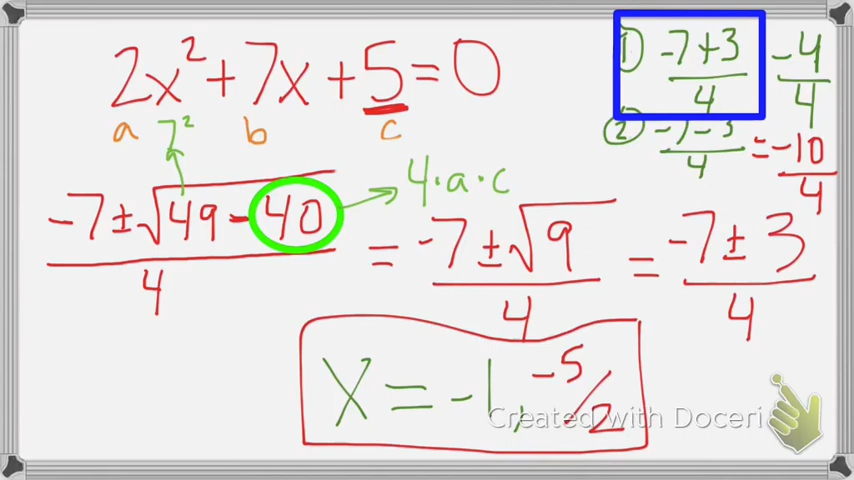 2x² + 7x + 5 = 0
a 7² b c
① -7+3/4 -4/4
② -7-3/4 = -10/4
4·a·c
-7 ± √49 - 40/4 = -7 ± √9/4 = -7 ± 3/4
X = -1, -5/2
Created with Doceri